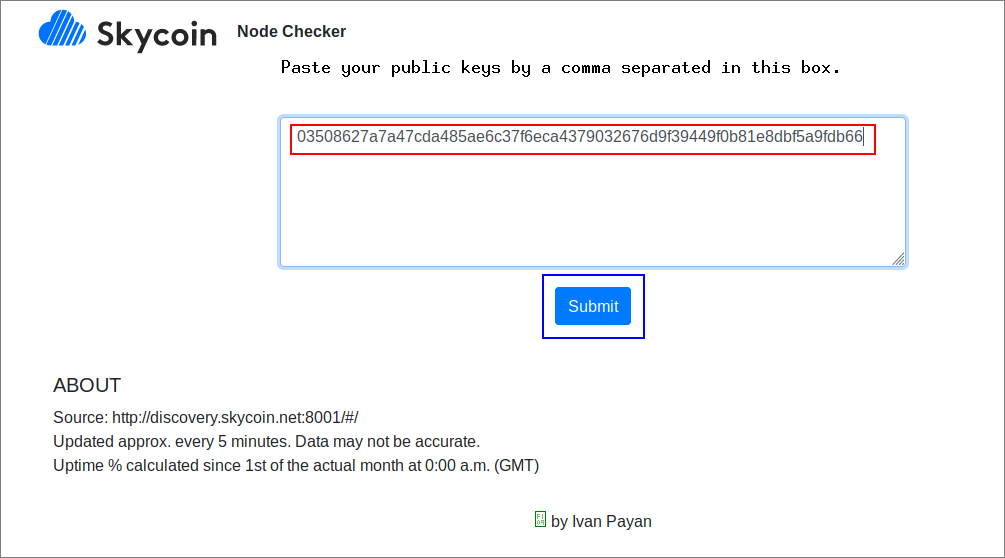 Skycoin Node Checker
Paste your public keys by a comma separated in this box.
03508627a7a47cda485ae6c37f6eca4379032676d9f39449f0b81e8dbf5a9fdb66
Submit
ABOUT
Source: http://discovery.skycoin.net:8001/#/
Updated approx. every 5 minutes. Data may not be accurate.
Uptime % calculated since 1st of the actual month at 0:00 a.m. (GMT)
by Ivan Payan